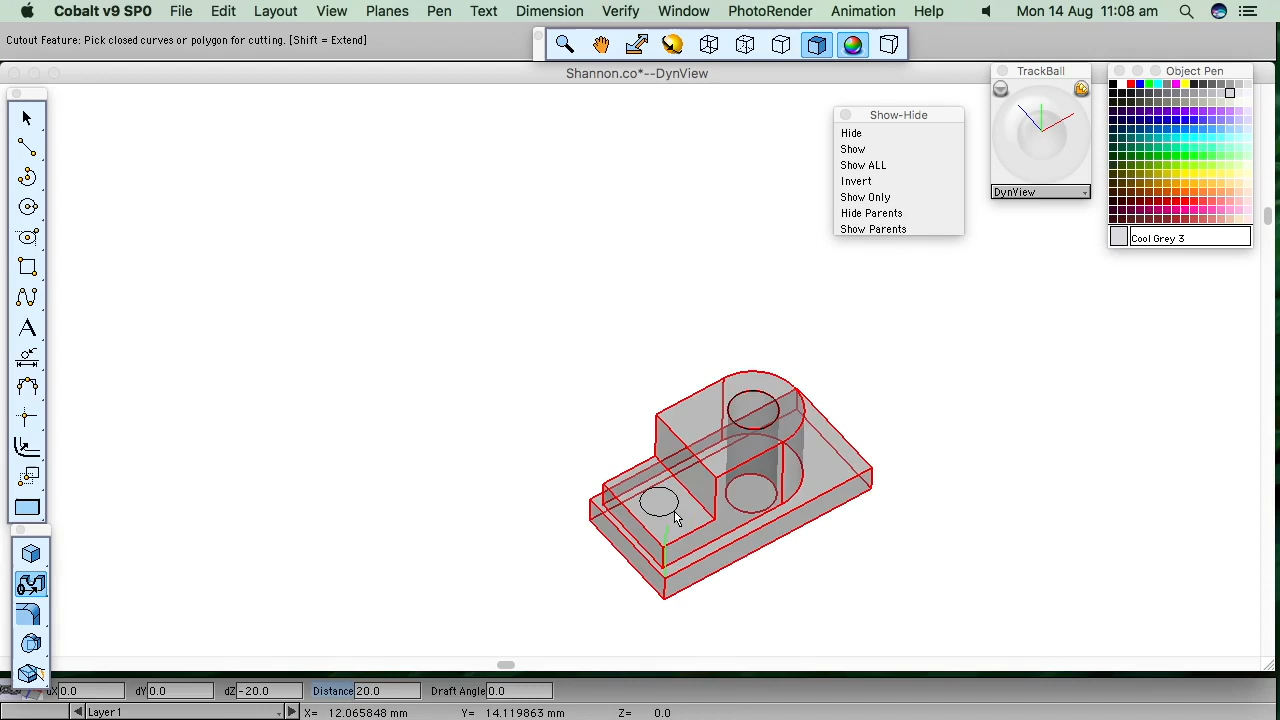 Cobalt v9 SP0 File Edit Layout View Planes Pen Text Dimension Verify Window PhotoRender Animation Help Mon 14 Aug 11:08 am
Cutout Feature: Pick closed curves or polygon for cutting. [Shift = Extend]
Shannon.co*--DynView
TrackBall
Object Pen
Show-Hide
Hide
Show
Show ALL
Invert
Show Only
Hide Parents
Show Parents
DynView
Cool Grey 3
dX 0.0 dY 0.0 dZ -20.0 Distance 20.0 Draft Angle 0.0
Layer1 X= 12.065848 mm Y= 14.119863 mm Z= 0.0